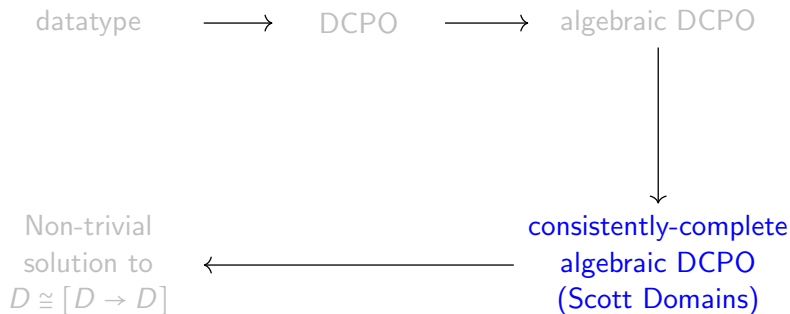 datatype
DCPO
algebraic DCPO
Non-trivial
solution to
D ≅ [D → D]
consistently-complete
algebraic DCPO
(Scott Domains)